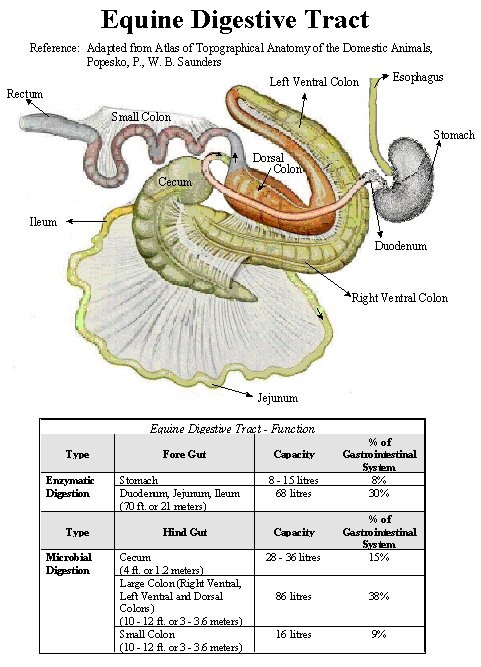 Equine Digestive Tract
Reference: Adapted from Atlas of Topographical Anatomy of the Domestic Animals,
Popesko, P., W. B. Saunders
Esophagus
Left Ventral Colon
Rectum
Small Colon
Stomach
Dorsal
Colon
Cecum
Ileum
Duodenum
Right Ventral Colon
Jejunum
Equine Digestive Tract - Function
Type Fore Gut Capacity % of
Gastrointestinal
System
Enzymatic
Digestion
Stomach 8 - 15 litres 8%
Duodenum, Jejunum, Ileum 68 litres 30%
(70 ft. or 21 meters)
Type Hind Gut Capacity % of
Gastrointestinal
System
Microbial
Digestion
Cecum 28 - 36 litres 15%
(4 ft. or 1.2 meters)
Large Colon (Right Ventral,
Left Ventral and Dorsal 86 litres 38%
Colons)
(10 - 12 ft. or 3 - 3.6 meters)
Small Colon 16 litres 9%
(10 - 12 ft. or 3 - 3.6 meters)